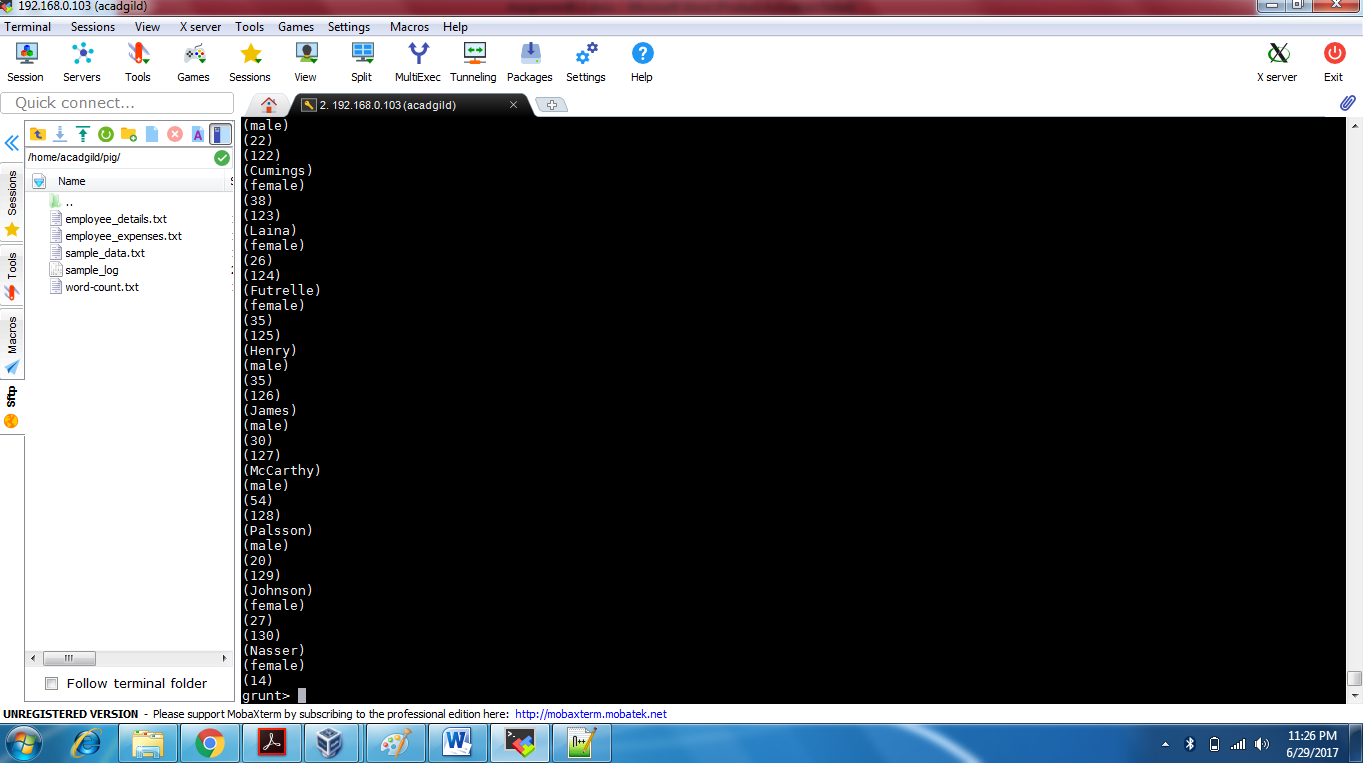 192.168.0.103 (acadgild)
Terminal Sessions View X server Tools Games Settings Macros Help
Session Servers Tools Games Sessions View Split MultiExec Tunneling Packages Settings Help X server Exit
Quick connect...
2. 192.168.0.103 (acadgild)
/home/acadgild/pig/
Name
..
employee_details.txt
employee_expenses.txt
sample_data.txt
sample_log
word-count.txt
Follow terminal folder
Sessions
Tools
Macros
Sftp
(male)
(22)
(122)
(Cumings)
(female)
(38)
(123)
(Laina)
(female)
(26)
(124)
(Futrelle)
(female)
(35)
(125)
(Henry)
(male)
(35)
(126)
(James)
(male)
(30)
(127)
(McCarthy)
(male)
(54)
(128)
(Palsson)
(male)
(20)
(129)
(Johnson)
(female)
(27)
(130)
(Nasser)
(female)
(14)
grunt>
UNREGISTERED VERSION - Please support MobaXterm by subscribing to the professional edition here: http://mobaxterm.mobatek.net
11:26 PM
6/29/2017